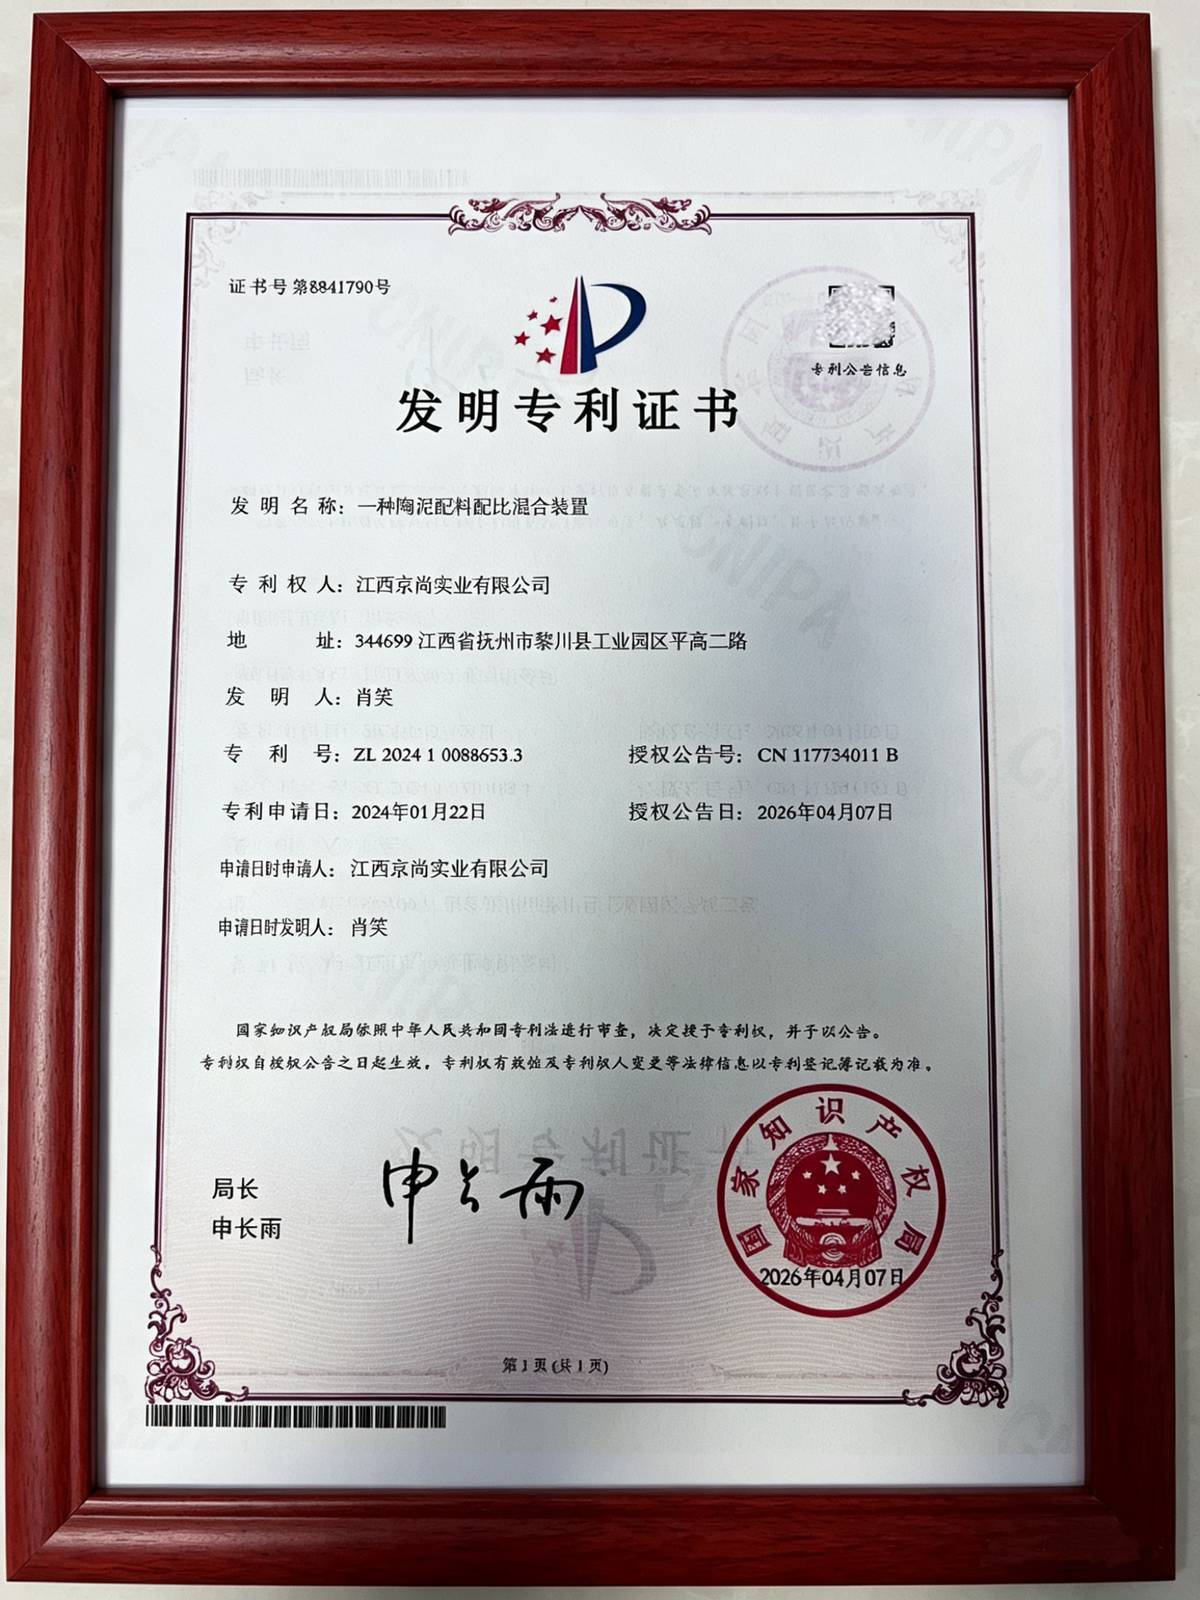 证书号第8841790号
专利公告信息
发明专利证书
发明名称：一种陶泥配料配比混合装置
专利权人：江西京尚实业有限公司
地址：344699 江西省抚州市黎川县工业园区平高二路
发明人：肖笑
专利号：ZL 2024 1 0088653.3 授权公告号：CN 117734011 B
专利申请日：2024年01月22日 授权公告日：2026年04月07日
申请日时申请人：江西京尚实业有限公司
申请日时发明人：肖笑
国家知识产权局依照中华人民共和国专利法进行审查，决定授予专利权，并予以公告。
专利权自授权公告之日起生效。专利权有效性及专利权人变更等法律信息以专利登记簿记载为准。
局长
申长雨
申长雨
国家知识产权局
2026年04月07日
第1页(共1页)
CNIPA